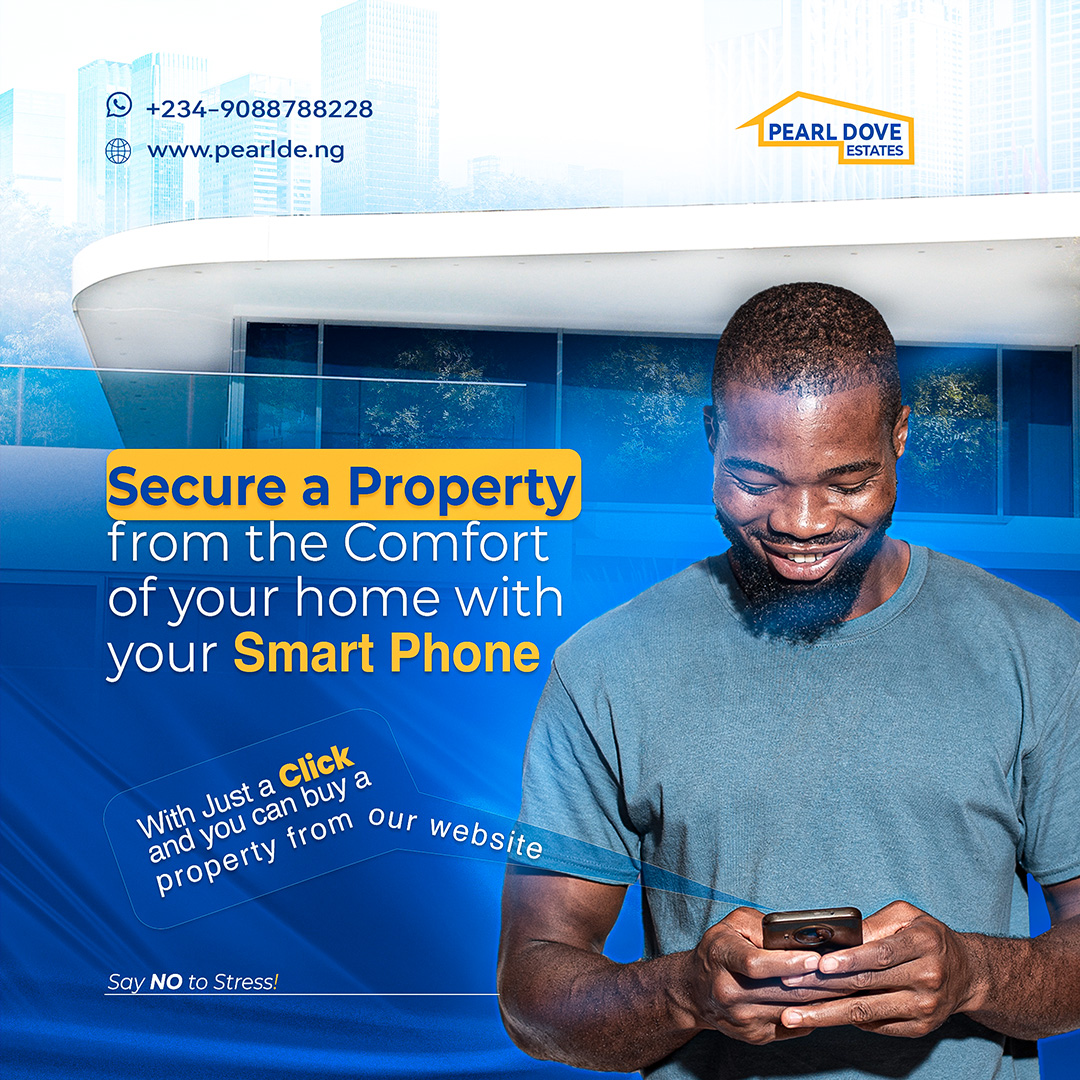 +234-9088788228
www.pearlde.ng
PEARL DOVE
ESTATES
Secure a Property
from the Comfort
of your home with
your Smart Phone
With Just a Click
and you can buy a
property from our website
Say NO to Stress!